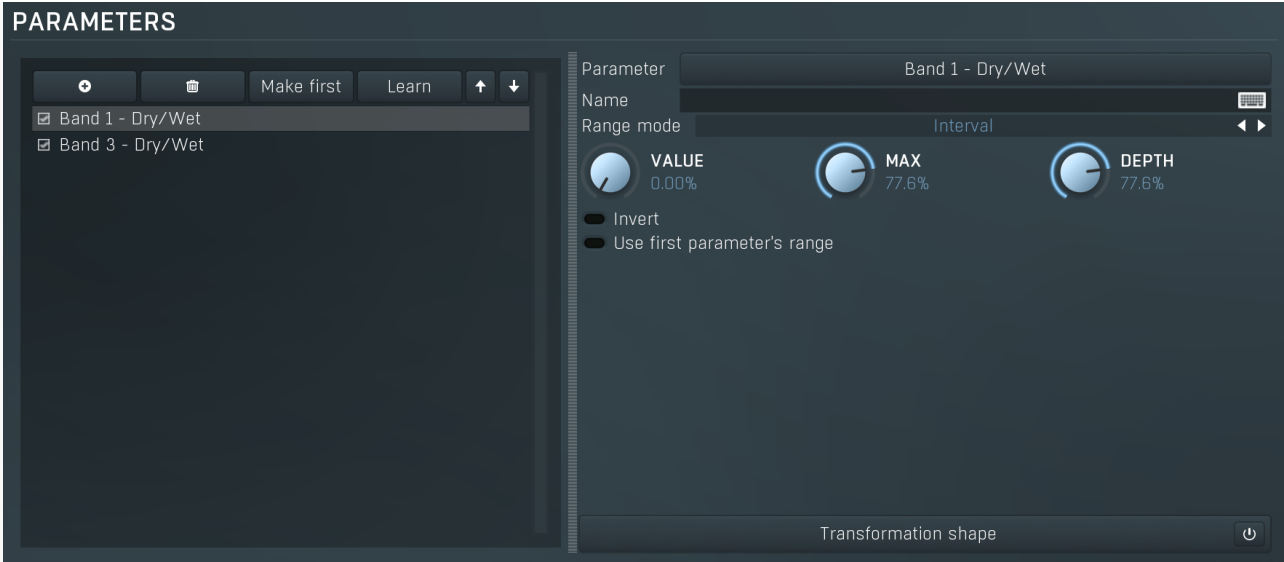 PARAMETERS
Make first Learn
Band 1 - Dry/Wet
Band 3 - Dry/Wet
Parameter Band 1 - Dry/Wet
Name
Range mode Interval
VALUE MAX DEPTH
0.00% 77.6% 77.6%
Invert
Use first parameter's range
Transformation shape